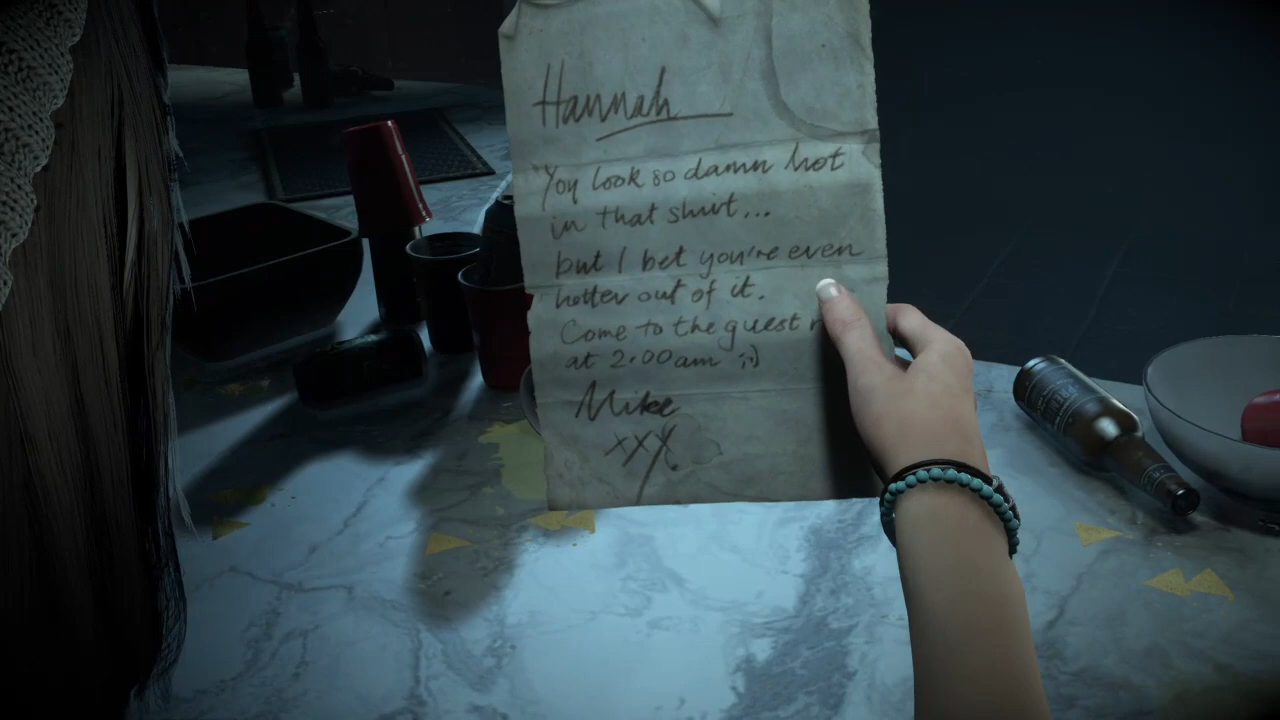 Hannah
You look so damn hot
in that shirt...
but I bet you're even
hotter out of it.
Come to the guest r
at 2:00am ;)
Mike
xxx